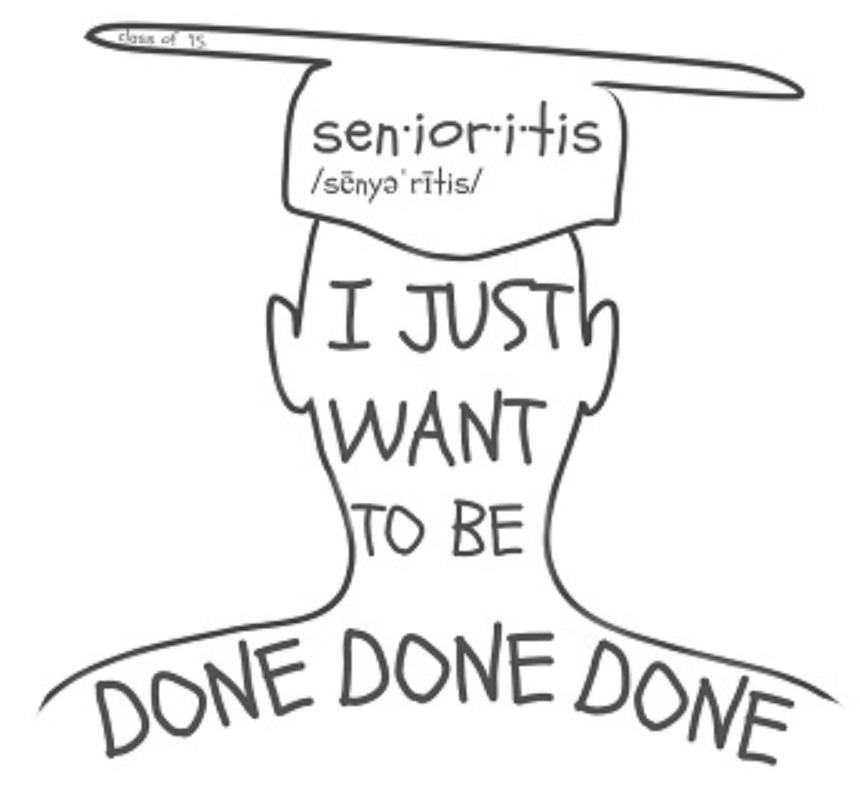 class of 15
sen·ior·i·tis
/sēnyəˈrītis/
I JUST
WANT
TO BE
DONE DONE DONE